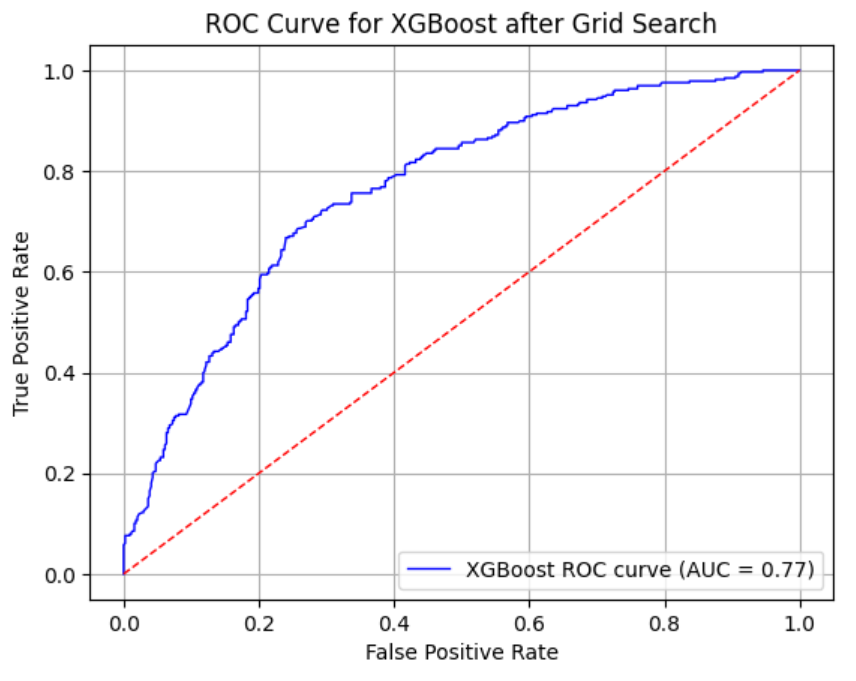 ROC Curve for XGBoost after Grid Search
True Positive Rate
1.0
0.8
0.6
0.4
0.2
0.0
XGBoost ROC curve (AUC = 0.77)
0.0 0.2 0.4 0.6 0.8 1.0
False Positive Rate